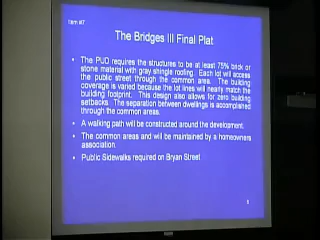 Item #7
The Bridges III Final Plat
• The PUD requires the structures to be at least 75% brick or
stone material with gray shingle roofing. Each lot will access
the public street through the common area. The building
coverage is varied because the lot lines will nearly match the
building footprint. This design also allows for zero building
setbacks. The separation between dwellings is accomplished
through the common areas.
• A walking path will be constructed around the development.
• The common areas and will be maintained by a homeowners
association.
• Public Sidewalks required on Bryan Street